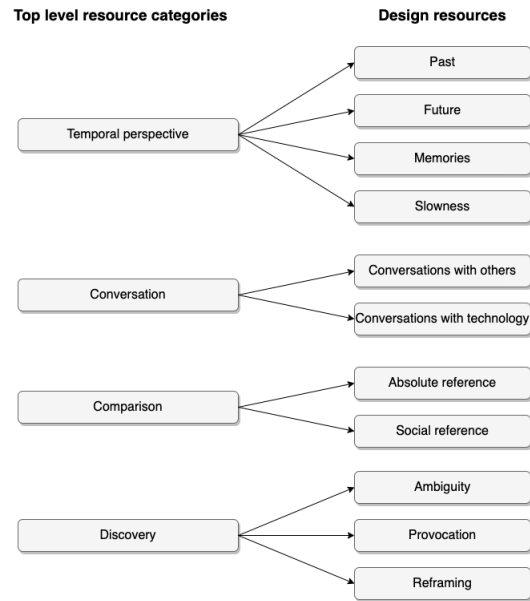 Top level resource categories
Design resources
Temporal perspective
Past
Future
Memories
Slowness
Conversation
Conversations with others
Conversations with technology
Comparison
Absolute reference
Social reference
Discovery
Ambiguity
Provocation
Reframing